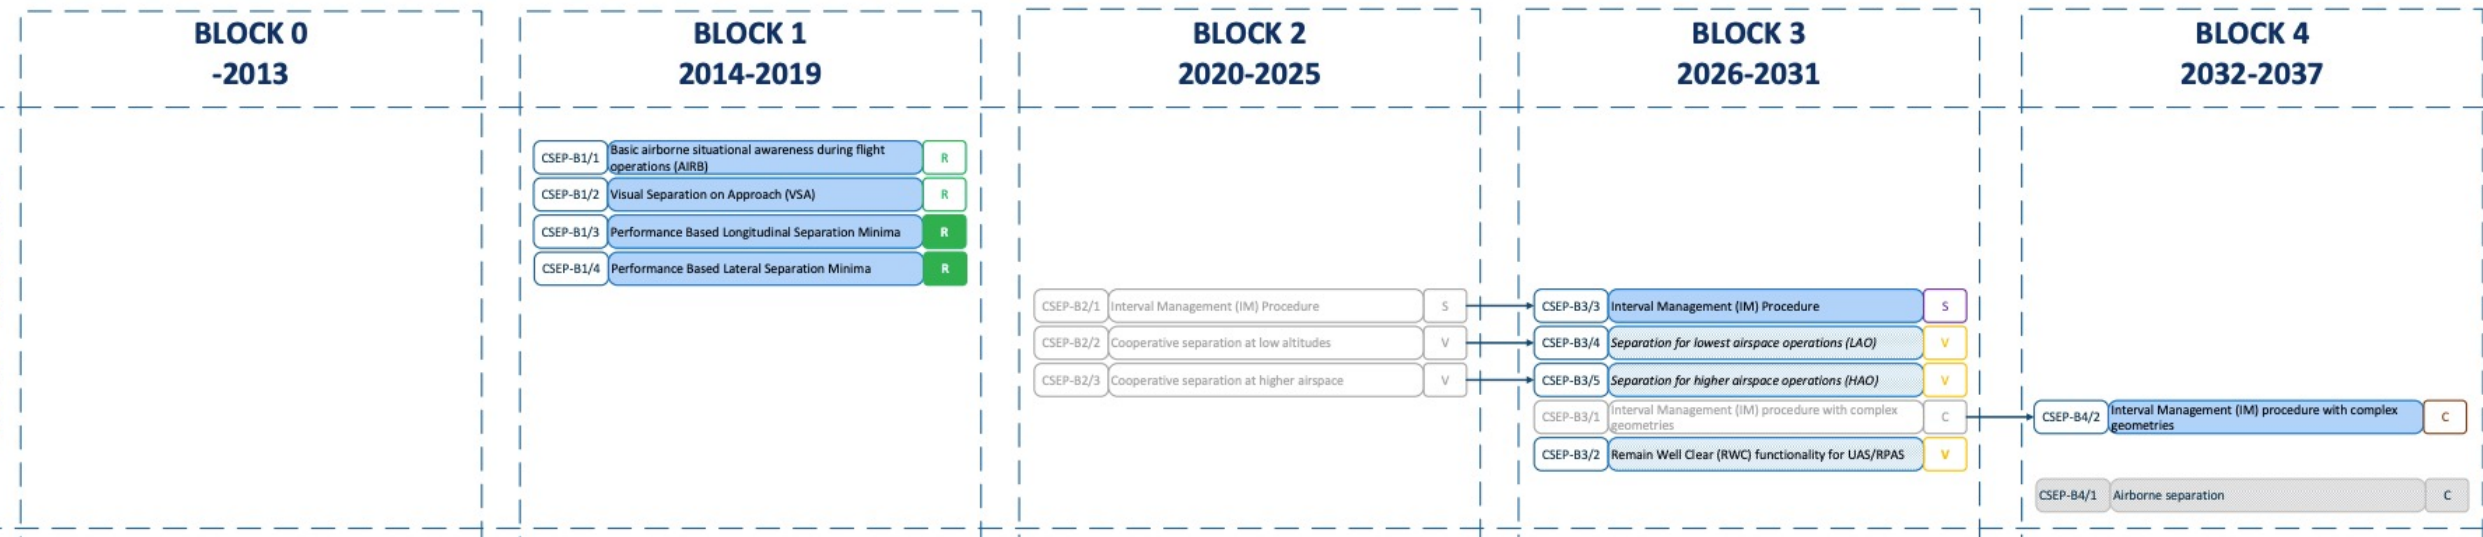 BLOCK 0
-2013
BLOCK 1
2014-2019
BLOCK 2
2020-2025
BLOCK 3
2026-2031
BLOCK 4
2032-2037
CSEP-B1/1
Basic airborne situational awareness during flight
operations (AIRB)
R
CSEP-B1/2
Visual Separation on Approach (VSA)
R
CSEP-B1/3
Performance Based Longitudinal Separation Minima
R
CSEP-B1/4
Performance Based Lateral Separation Minima
R
CSEP-B2/1
Interval Management (IM) Procedure
S
CSEP-B2/2
Cooperative separation at low altitudes
V
CSEP-B2/3
Cooperative separation at higher airspace
V
CSEP-B3/3
Interval Management (IM) Procedure
S
CSEP-B3/4
Separation for lowest airspace operations (LAO)
V
CSEP-B3/5
Separation for higher airspace operations (HAO)
V
CSEP-B3/1
Interval Management (IM) procedure with complex
geometries
C
CSEP-B3/2
Remain Well Clear (RWC) functionality for UAS/RPAS
V
CSEP-B4/2
Interval Management (IM) procedure with complex
geometries
C
CSEP-B4/1
Airborne separation
C